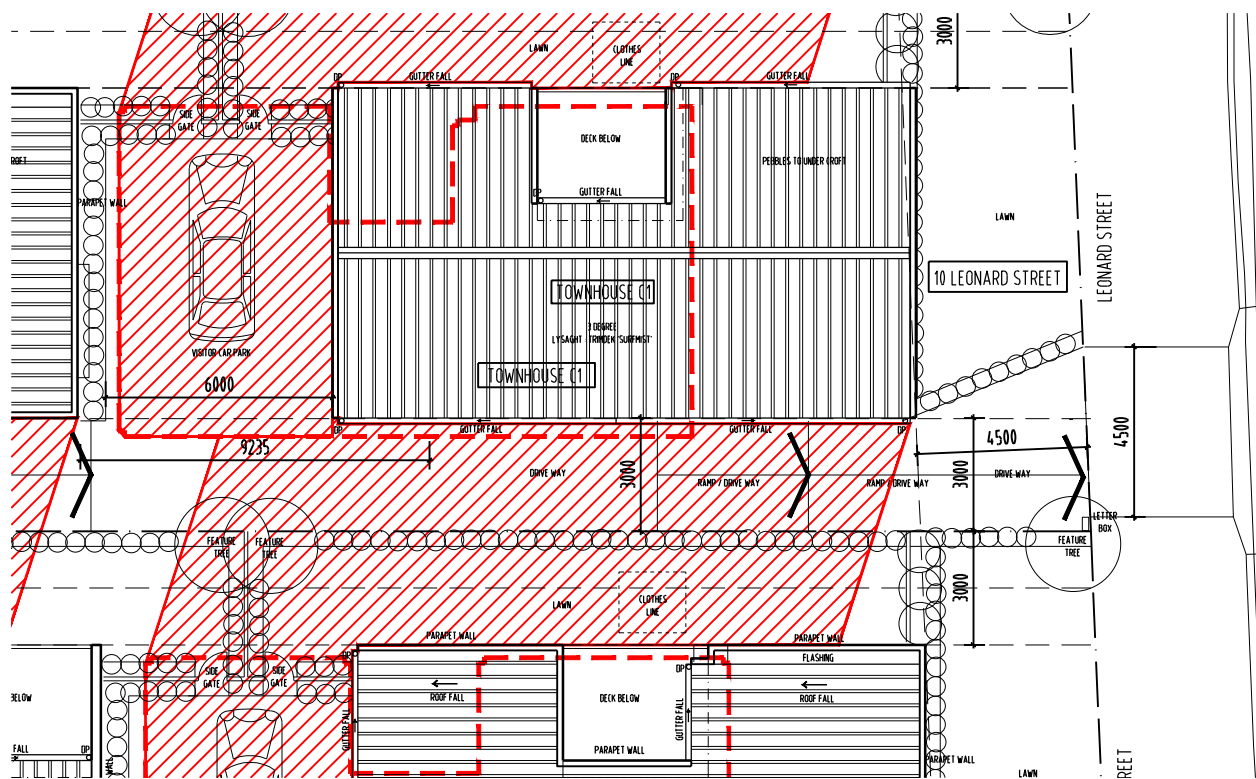 3000
LAWN
CLOTHES
LINE
DP
GUTTER FALL
DP
GUTTER FALL
SIDE
GATE
SIDE
GATE
DECK BELOW
PEBBLES TO UNDER CROFT
PARAPET WALL
DP
GUTTER FALL
LAWN
LEONARD STREET
10 LEONARD STREET
TOWNHOUSE C1
3 DEGREE
LYSAGHT - TRIMDEK 'SURFMIST'
VISITOR CAR PARK
TOWNHOUSE C1
6000
DP
GUTTER FALL
GUTTER FALL
DP
9235
4500
4500
3000
DRIVE WAY
RAMP / DRIVE WAY
RAMP / DRIVE WAY
3000
DRIVE WAY
LETTER
BOX
FEATURE
TREE
FEATURE
TREE
FEATURE
TREE
3000
LAWN
CLOTHES
LINE
PARAPET WALL
PARAPET WALL
DP
FLASHING
SIDE
GATE
SIDE
GATE
DP
ROOF FALL
DECK BELOW
ROOF FALL
GUTTER FALL
GUTTER FALL
BELOW
FALL
DP
WALL
PARAPET WALL
PARAPET WALL
LAWN